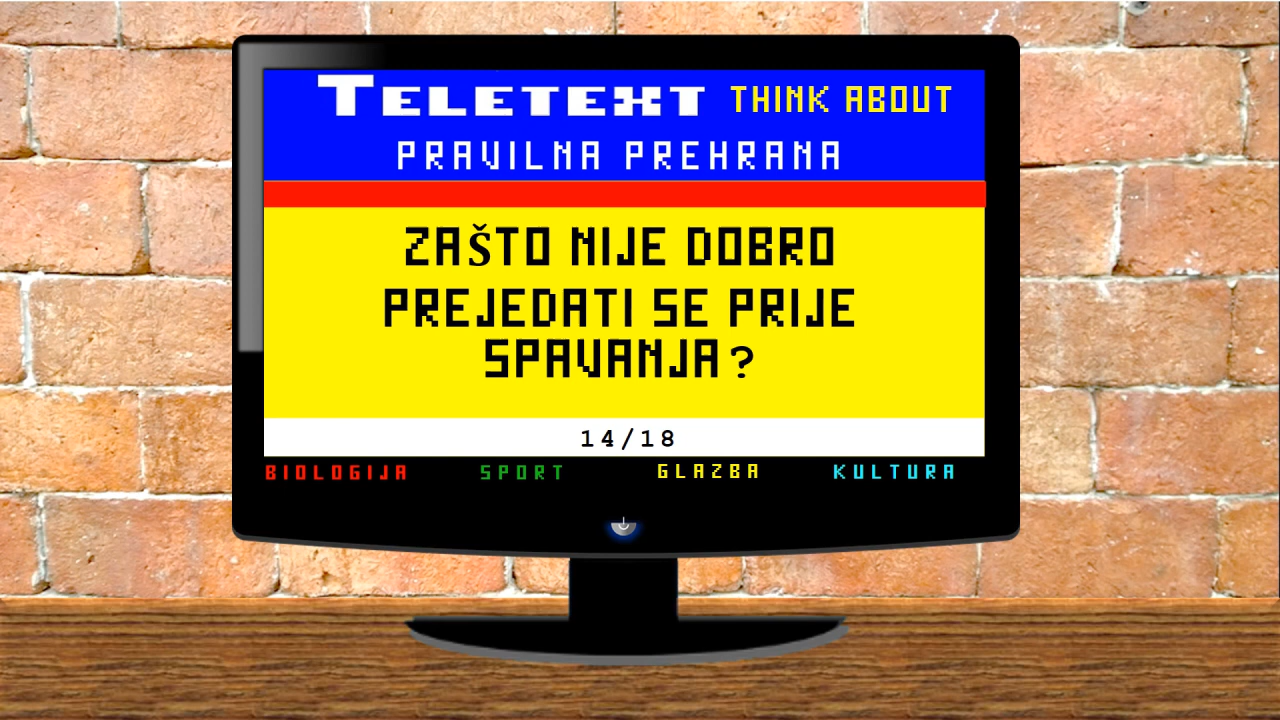 TELETEXT THINK ABOUT
PRAVILNA PREHRANA
ZAŠTO NIJE DOBRO
PREJEDATI SE PRIJE
SPAVANJA?
14/18
BIOLOGIJA SPORT GLAZBA KULTURA